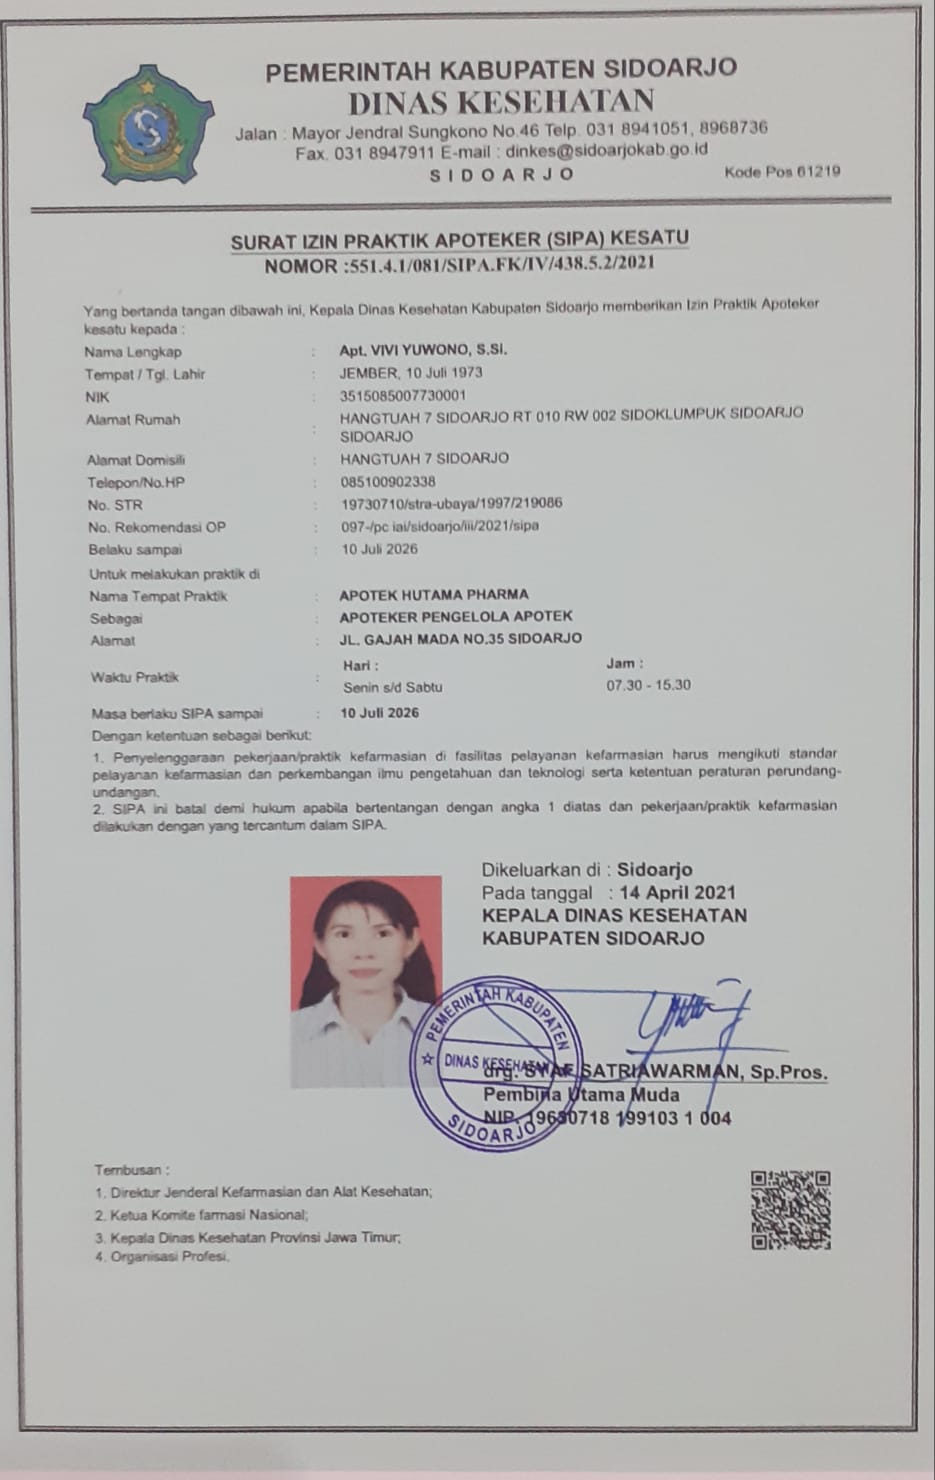 PEMERINTAH KABUPATEN SIDOARJO
DINAS KESEHATAN
Jalan : Mayor Jendral Sungkono No.46 Telp. 031 8941051, 8968736
Fax. 031 8947911 E-mail : dinkes@sidoarjokab.go.id
SIDOARJO
Kode Pos 61219
SURAT IZIN PRAKTIK APOTEKER (SIPA) KESATU
NOMOR :551.4.1/081/SIPA.FK/IV/438.5.2/2021
Yang bertanda tangan dibawah ini, Kepala Dinas Kesehatan Kabupaten Sidoarjo memberikan Izin Praktik Apoteker
kesatu kepada :
Nama Lengkap : Apt. VIVI YUWONO, S.Si.
Tempat / Tgl. Lahir : JEMBER, 10 Juli 1973
NIK : 3515085007730001
Alamat Rumah : HANGTUAH 7 SIDOARJO RT 010 RW 002 SIDOKLUMPUK SIDOARJO
SIDOARJO
Alamat Domisili : HANGTUAH 7 SIDOARJO
Telepon/No.HP : 085100902338
No. STR : 19730710/stra-ubaya/1997/219086
No. Rekomendasi OP : 097-/pc iai/sidoarjo/iii/2021/sipa
Belaku sampai : 10 Juli 2026
Untuk melakukan praktik di
Nama Tempat Praktik : APOTEK HUTAMA PHARMA
Sebagai : APOTEKER PENGELOLA APOTEK
Alamat : JL. GAJAH MADA NO.35 SIDOARJO
Hari : Jam :
Waktu Praktik : Senin s/d Sabtu 07.30 - 15.30
Masa berlaku SIPA sampai : 10 Juli 2026
Dengan ketentuan sebagai berikut:
1. Penyelenggaraan pekerjaan/praktik kefarmasian di fasilitas pelayanan kefarmasian harus mengikuti standar
pelayanan kefarmasian dan perkembangan ilmu pengetahuan dan teknologi serta ketentuan peraturan perundang-
undangan.
2. SIPA ini batal demi hukum apabila bertentangan dengan angka 1 diatas dan pekerjaan/praktik kefarmasian
dilakukan dengan yang tercantum dalam SIPA.
Dikeluarkan di : Sidoarjo
Pada tanggal : 14 April 2021
KEPALA DINAS KESEHATAN
KABUPATEN SIDOARJO
PEMERINTAH KABUPATEN
DINAS KESEHATAN
SIDOARJO
drg. SYAF SATRIAWARMAN, Sp.Pros.
Pembina Utama Muda
NIP. 19630718 199103 1 004
Tembusan :
1. Direktur Jenderal Kefarmasian dan Alat Kesehatan;
2. Ketua Komite farmasi Nasional;
3. Kepala Dinas Kesehatan Provinsi Jawa Timur;
4. Organisasi Profesi.